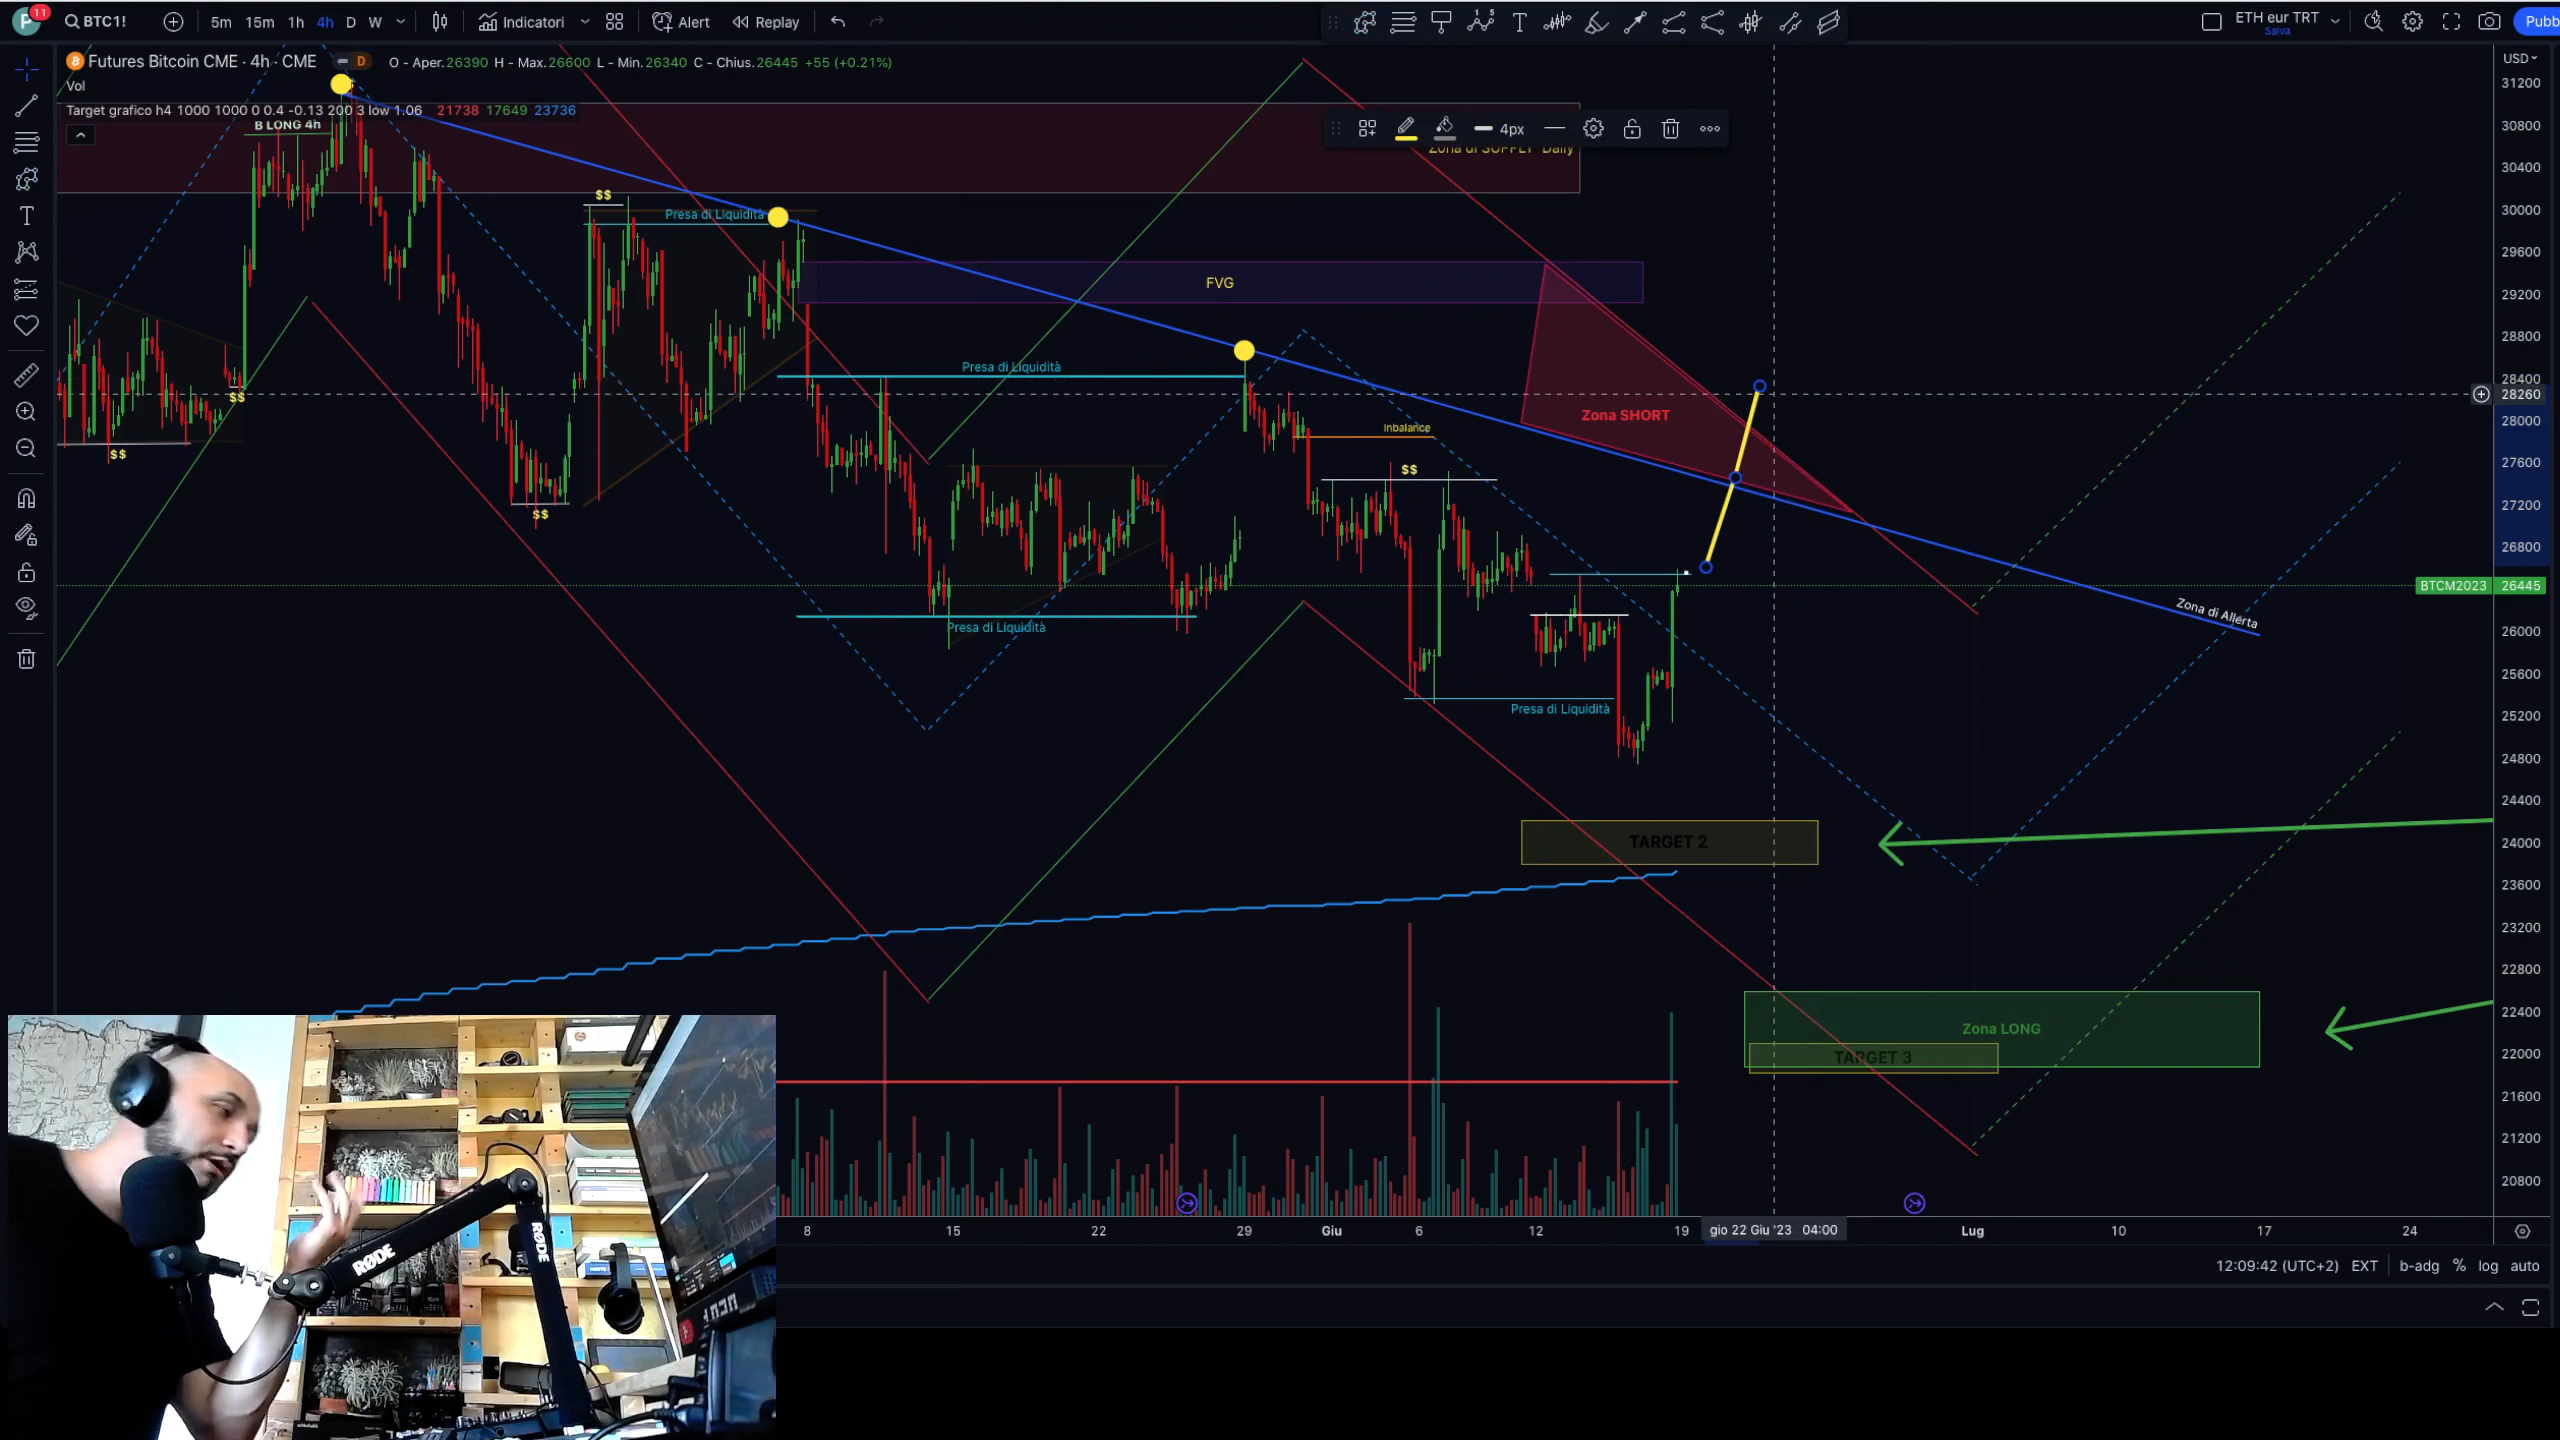 P 11 BTC1! 5m 15m 1h 4h D W Indicatori Alert Replay ETH eur TRT Salva Pubb
Futures Bitcoin CME · 4h · CME D O - Aper.26390 H - Max.26600 L - Min.26340 C - Chius.26445 +55 (+0.21%)
USD
Vol
Target grafico h4 1000 1000 0 0.4 -0.13 200 3 low 1.06 21738 17649 23736
B LONG 4h
4px
Zona di SUPPLY Daily
$$
Presa di Liquidità
FVG
Presa di Liquidità
$$
Zona SHORT
Inbalance
$$
$$
$$
Presa di Liquidità
Zona di Allerta
Presa di Liquidità
TARGET 2
Zona LONG
TARGET 3
31200
30800
30400
30000
29600
29200
28800
28400
28260
28000
27600
27200
26800
BTCM2023 26445
26000
25600
25200
24800
24400
24000
23600
23200
22800
22400
22000
21600
21200
20800
8 15 22 29 Giu 6 12 19 gio 22 Giu '23 04:00 Lug 10 17 24
12:09:42 (UTC+2) EXT b-adg % log auto
RØDE
RØDE